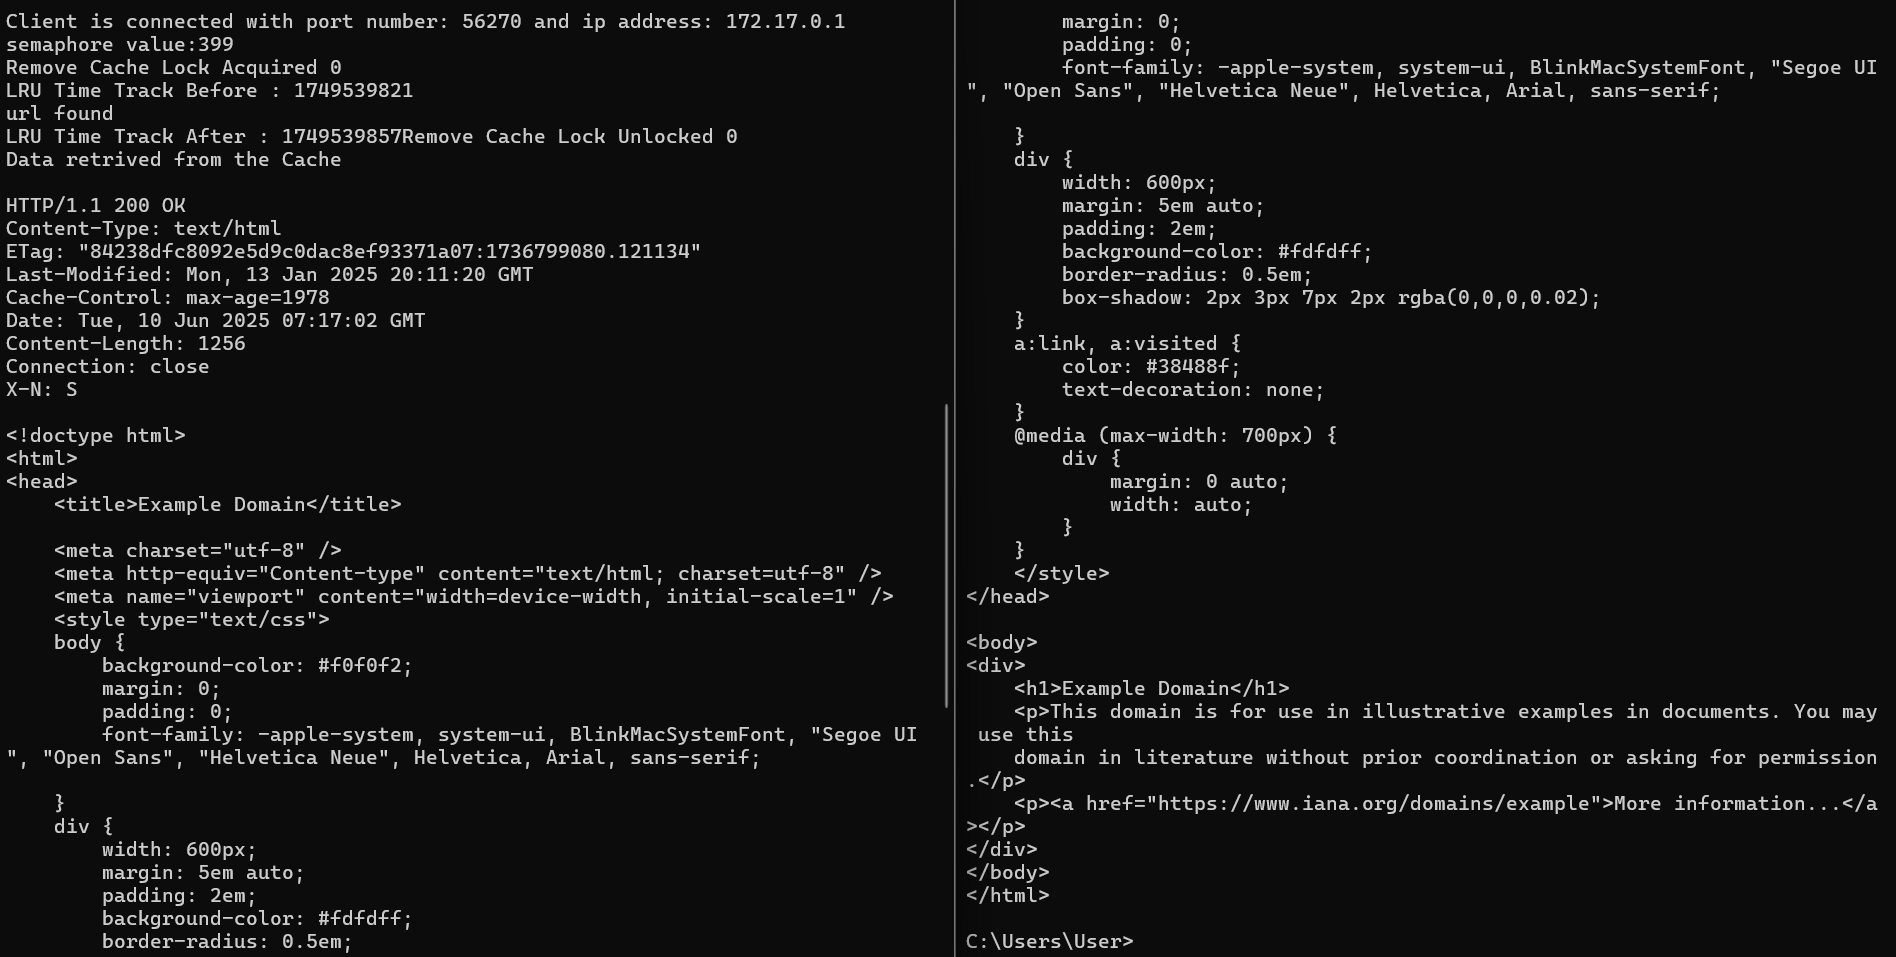 Client is connected with port number: 56270 and ip address: 172.17.0.1
semaphore value:399
Remove Cache Lock Acquired 0
LRU Time Track Before : 1749539821
url found
LRU Time Track After : 1749539857Remove Cache Lock Unlocked 0
Data retrived from the Cache

HTTP/1.1 200 OK
Content-Type: text/html
ETag: "84238dfc8092e5d9c0dac8ef93371a07:1736799080.121134"
Last-Modified: Mon, 13 Jan 2025 20:11:20 GMT
Cache-Control: max-age=1978
Date: Tue, 10 Jun 2025 07:17:02 GMT
Content-Length: 1256
Connection: close
X-N: S

<!doctype html>
<html>
<head>
    <title>Example Domain</title>

    <meta charset="utf-8" />
    <meta http-equiv="Content-type" content="text/html; charset=utf-8" />
    <meta name="viewport" content="width=device-width, initial-scale=1" />
    <style type="text/css">
    body {
        background-color: #f0f0f2;
        margin: 0;
        padding: 0;
        font-family: -apple-system, system-ui, BlinkMacSystemFont, "Segoe UI
", "Open Sans", "Helvetica Neue", Helvetica, Arial, sans-serif;

    }
    div {
        width: 600px;
        margin: 5em auto;
        padding: 2em;
        background-color: #fdfdff;
        border-radius: 0.5em;
        margin: 0;
        padding: 0;
        font-family: -apple-system, system-ui, BlinkMacSystemFont, "Segoe UI
", "Open Sans", "Helvetica Neue", Helvetica, Arial, sans-serif;

    }
    div {
        width: 600px;
        margin: 5em auto;
        padding: 2em;
        background-color: #fdfdff;
        border-radius: 0.5em;
        box-shadow: 2px 3px 7px 2px rgba(0,0,0,0.02);
    }
    a:link, a:visited {
        color: #38488f;
        text-decoration: none;
    }
    @media (max-width: 700px) {
        div {
            margin: 0 auto;
            width: auto;
        }
    }
    </style>
</head>

<body>
<div>
    <h1>Example Domain</h1>
    <p>This domain is for use in illustrative examples in documents. You may
 use this
    domain in literature without prior coordination or asking for permission
.</p>
    <p><a href="https://www.iana.org/domains/example">More information...</a
></p>
</div>
</body>
</html>

C:\Users\User>